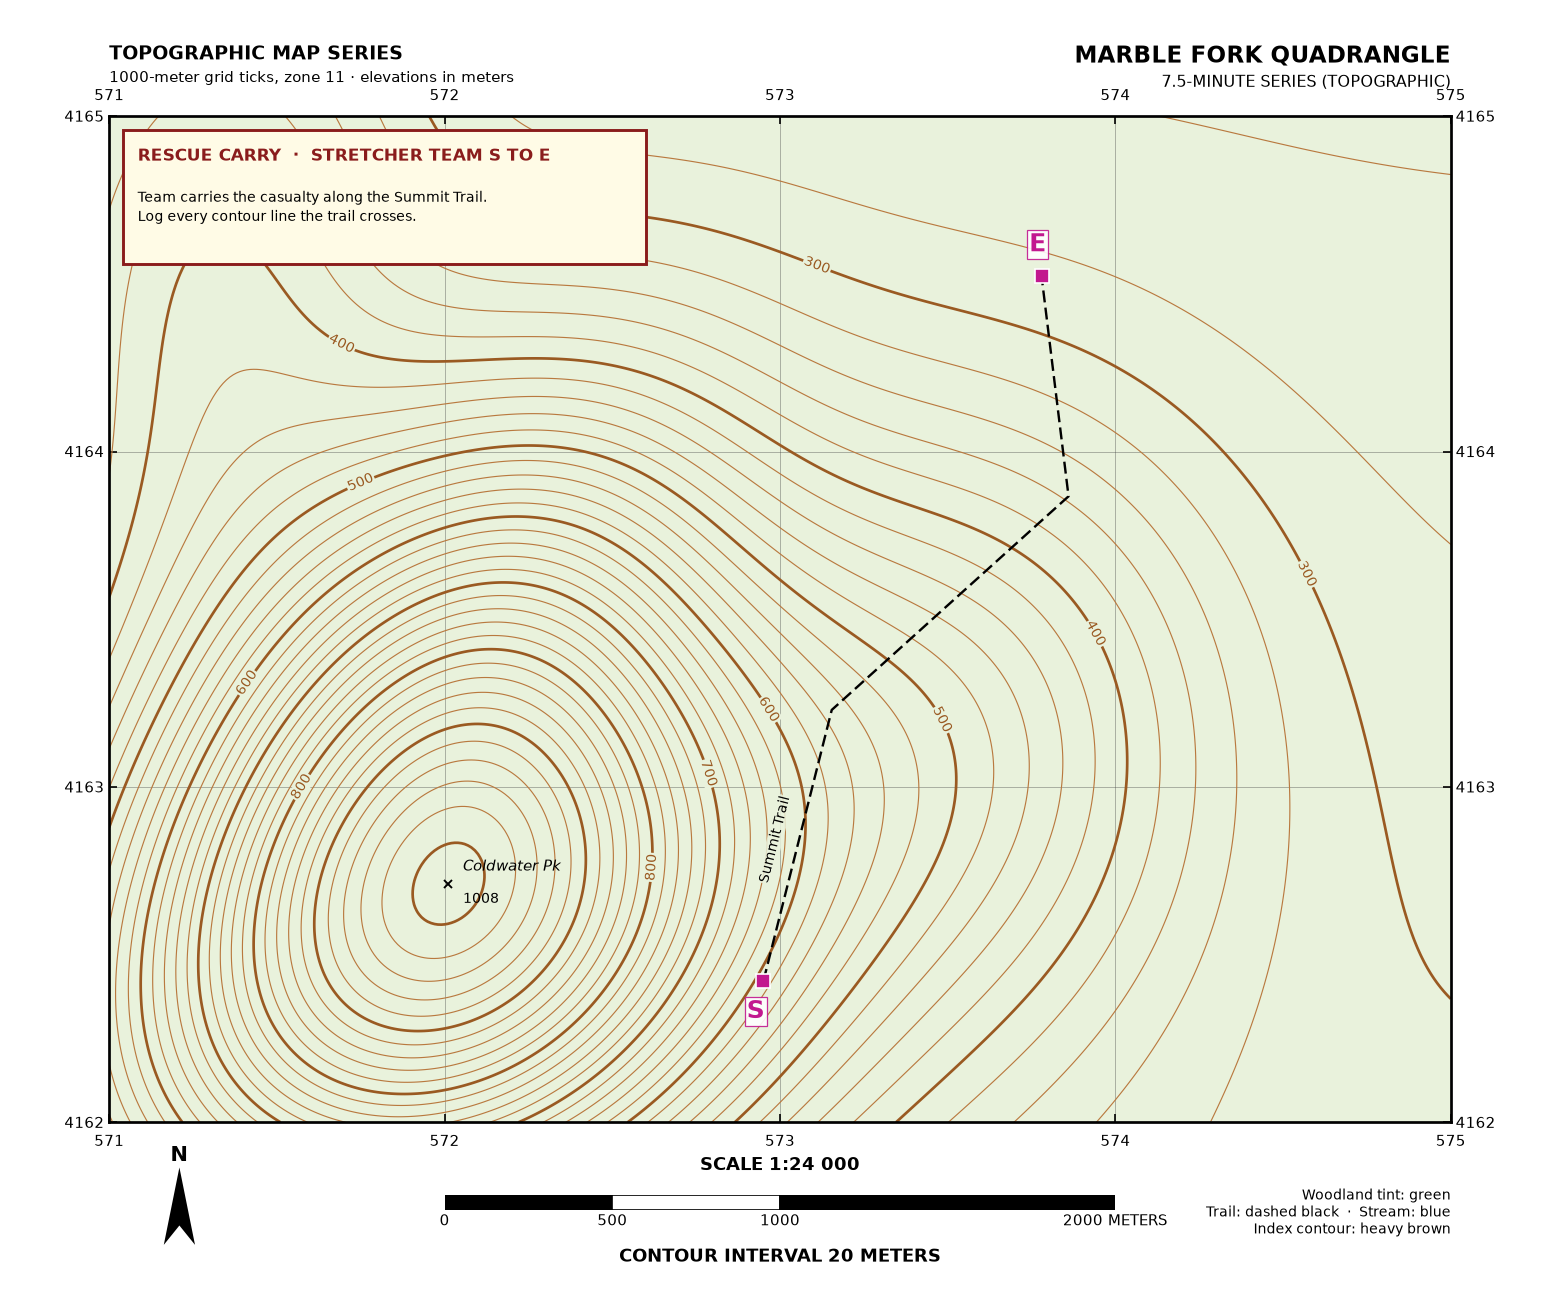 TOPOGRAPHIC MAP SERIES
1000-meter grid ticks, zone 11 · elevations in meters
MARBLE FORK QUADRANGLE
7.5-MINUTE SERIES (TOPOGRAPHIC)
571 572 573 574 575
4165 4165
RESCUE CARRY · STRETCHER TEAM S TO E
Team carries the casualty along the Summit Trail.
Log every contour line the trail crosses.
E
300
400
4164 4164
500
300
400
600
600
500
700
800
4163 4163
Summit Trail
800
Coldwater Pk
1008
S
4162 4162
571 572 573 574 575
N
SCALE 1:24 000
0 500 1000 2000 METERS
CONTOUR INTERVAL 20 METERS
Woodland tint: green
Trail: dashed black · Stream: blue
Index contour: heavy brown